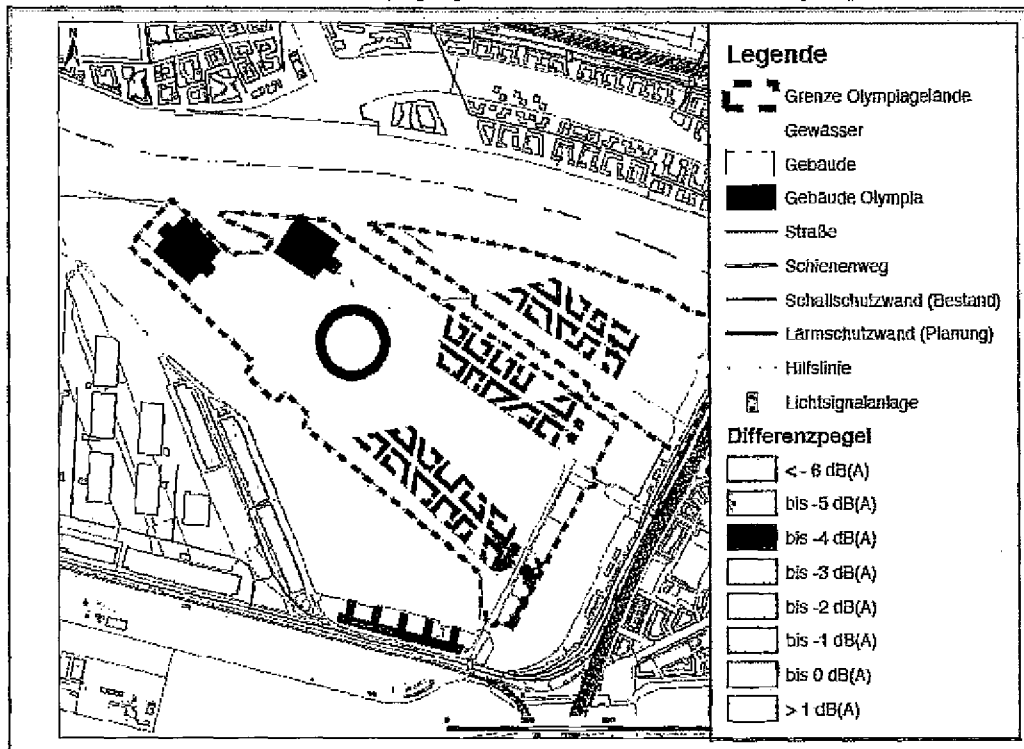 N
Legende
Grenze Olympiagelände
Gewässer
Gebäude
Gebäude Olympia
Straße
Schienenweg
Schallschutzwand (Bestand)
Lärmschutzwand (Planung)
Hilfslinie
Lichtsignalanlage
Differenzpegel
< - 6 dB(A)
bis -5 dB(A)
bis -4 dB(A)
bis -3 dB(A)
bis -2 dB(A)
bis -1 dB(A)
bis 0 dB(A)
> 1 dB(A)